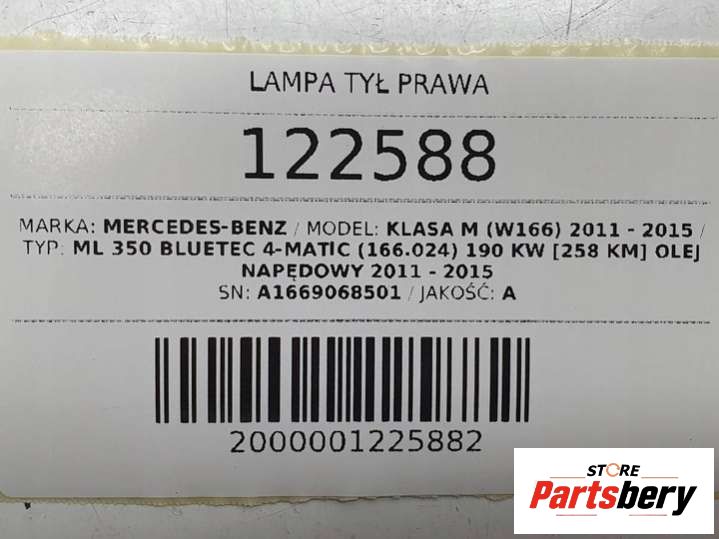 LAMPA TYŁ PRAWA
122588
MARKA: MERCEDES-BENZ / MODEL: KLASA M (W166) 2011 - 2015 /
TYP: ML 350 BLUETEC 4-MATIC (166.024) 190 KW [258 KM] OLEJ
NAPĘDOWY 2011 - 2015
SN: A1669068501 / JAKOŚĆ: A
2000001225882
STORE
Partsbery